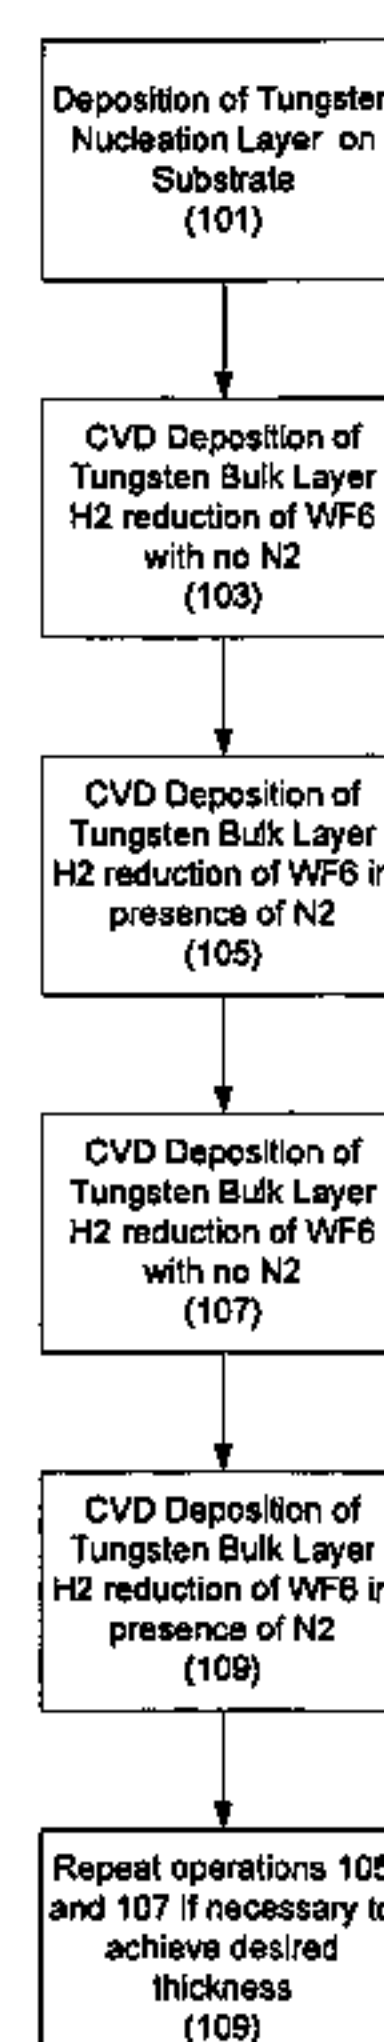 Deposition of Tungsten
Nucleation Layer on
Substrate
(101)
CVD Deposition of
Tungsten Bulk Layer
H2 reduction of WF6
with no N2
(103)
CVD Deposition of
Tungsten Bulk Layer
H2 reduction of WF6 in
presence of N2
(105)
CVD Deposition of
Tungsten Bulk Layer
H2 reduction of WF6
with no N2
(107)
CVD Deposition of
Tungsten Bulk Layer
H2 reduction of WF6 in
presence of N2
(109)
Repeat operations 105
and 107 if necessary to
achieve desired
thickness
(109)